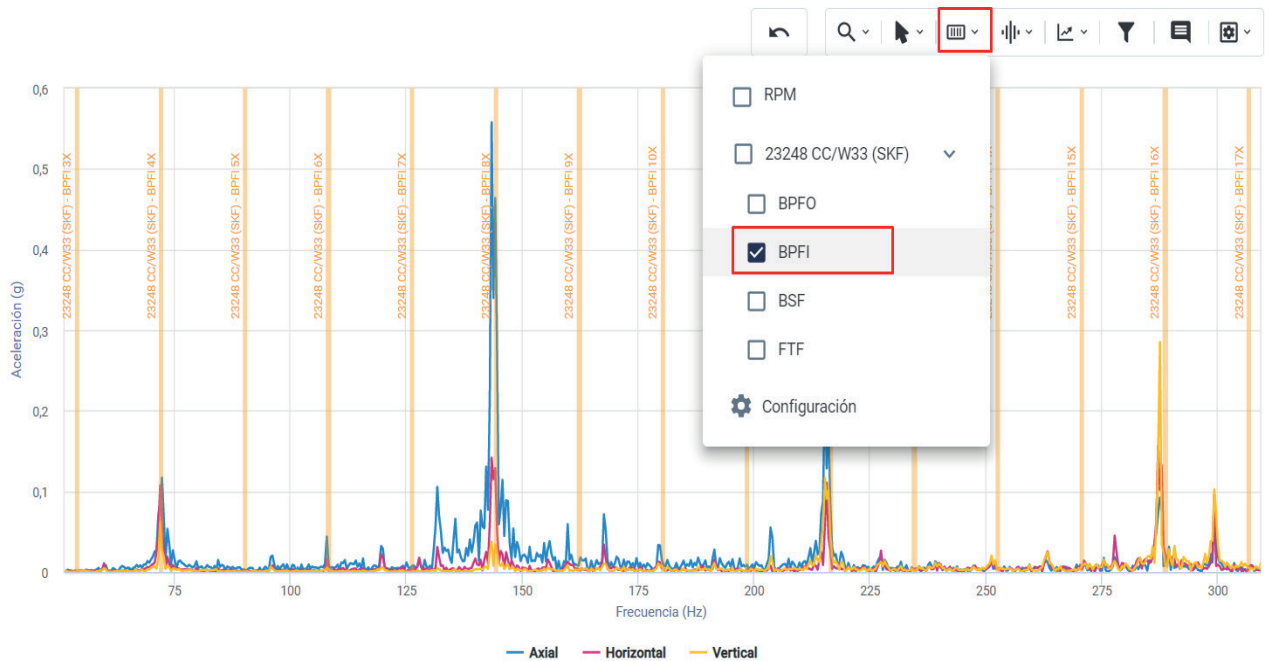 RPM
23248 CC/W33 (SKF)
BPFO
BPFI
BSF
FTF
Configuración
Aceleración (g)
0,6
0,5
0,4
0,3
0,2
0,1
0
23248 CC/W33 (SKF) - BPFI 3X
23248 CC/W33 (SKF) - BPFI 4X
23248 CC/W33 (SKF) - BPFI 5X
23248 CC/W33 (SKF) - BPFI 6X
23248 CC/W33 (SKF) - BPFI 7X
23248 CC/W33 (SKF) - BPFI 8X
23248 CC/W33 (SKF) - BPFI 9X
23248 CC/W33 (SKF) - BPFI 10X
23248 CC/W33 (SKF) - BPFI 15X
23248 CC/W33 (SKF) - BPFI 16X
23248 CC/W33 (SKF) - BPFI 17X
75 100 125 150 175 200 225 250 275 300
Frecuencia (Hz)
Axial Horizontal Vertical